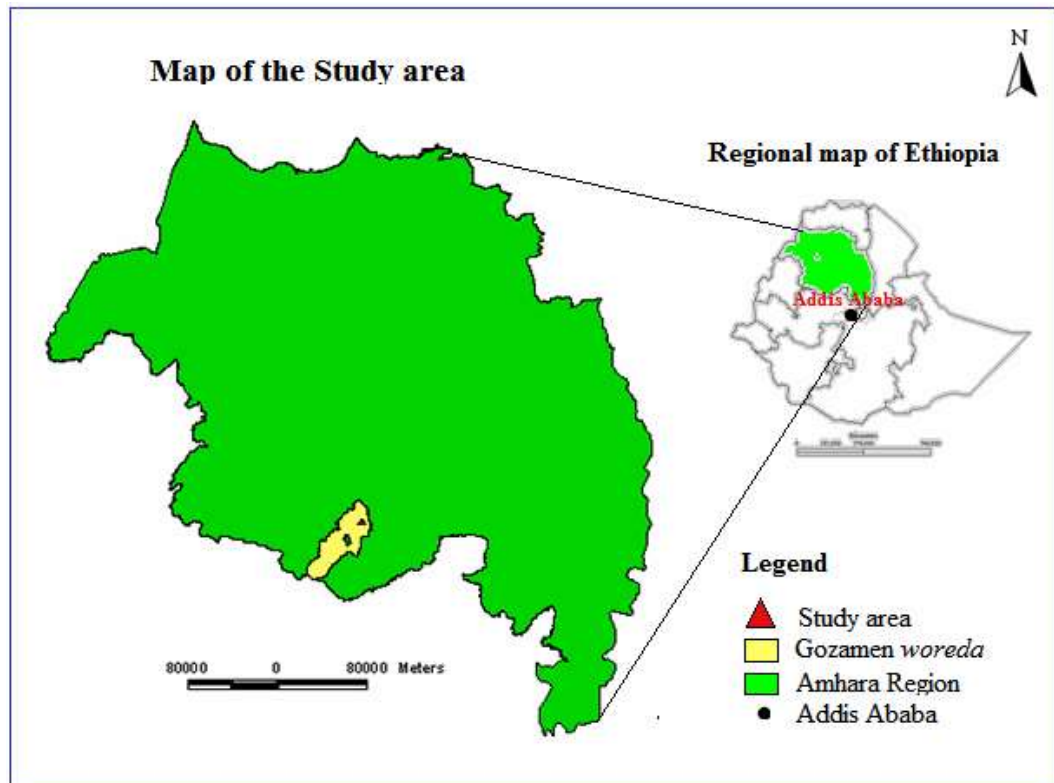 N
Map of the Study area
Regional map of Ethiopia
Addis Ababa
0
Legend
Study area
Gozamen woreda
Amhara Region
Addis Ababa
80000 0 80000 Meters